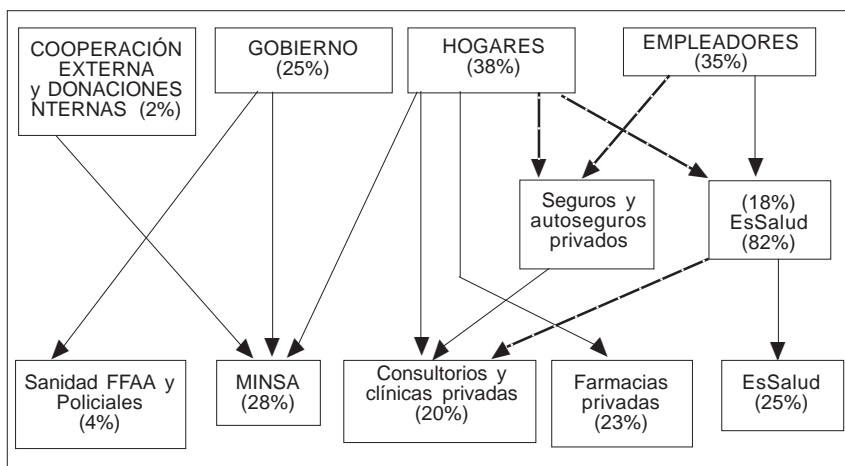 COOPERACIÓN
EXTERNA
y DONACIONES
NTERNAS (2%)
GOBIERNO
(25%)
HOGARES
(38%)
EMPLEADORES
(35%)
Seguros y
autoseguros
privados
(18%)
EsSalud
(82%)
Sanidad FFAA y
Policiales
(4%)
MINSA
(28%)
Consultorios y
clínicas privadas
(20%)
Farmacias
privadas
(23%)
EsSalud
(25%)